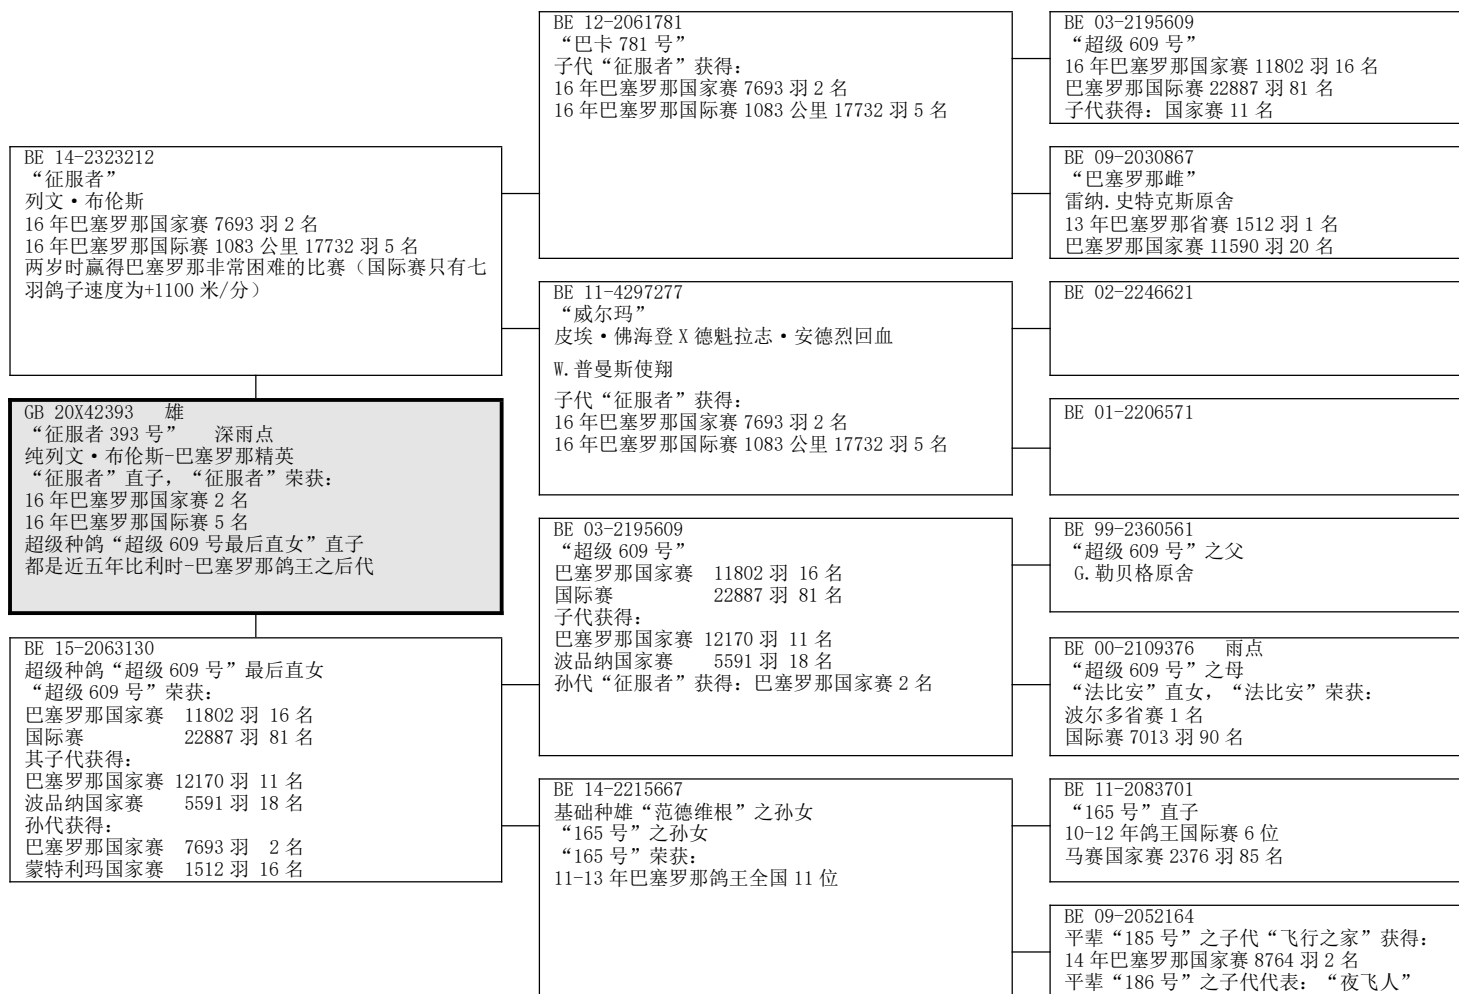 BE 14-2323212
“征服者”
列文•布伦斯
16 年巴塞罗那国家赛 7693 羽 2 名
16 年巴塞罗那国际赛 1083 公里 17732 羽 5 名
两岁时赢得巴塞罗那非常困难的比赛（国际赛只有七
羽鸽子速度为+1100 米/分）
GB 20X42393 雄
“征服者 393 号” 深雨点
纯列文•布伦斯-巴塞罗那精英
“征服者”直子，“征服者”荣获：
16 年巴塞罗那国家赛 2 名
16 年巴塞罗那国际赛 5 名
超级种鸽“超级 609 号最后直女”直子
都是近五年比利时-巴塞罗那鸽王之后代
BE 15-2063130
超级种鸽“超级 609 号”最后直女
“超级 609 号”荣获：
巴塞罗那国家赛 11802 羽 16 名
国际赛 22887 羽 81 名
其子代获得：
巴塞罗那国家赛 12170 羽 11 名
波品纳国家赛 5591 羽 18 名
孙代获得：
巴塞罗那国家赛 7693 羽 2 名
蒙特利玛国家赛 1512 羽 16 名
BE 12-2061781
“巴卡 781 号”
子代“征服者”获得：
16 年巴塞罗那国家赛 7693 羽 2 名
16 年巴塞罗那国际赛 1083 公里 17732 羽 5 名
BE 11-4297277
“威尔玛”
皮埃•佛海登 X 德魁拉志•安德烈回血
W.普曼斯使翔
子代“征服者”获得：
16 年巴塞罗那国家赛 7693 羽 2 名
16 年巴塞罗那国际赛 1083 公里 17732 羽 5 名
BE 03-2195609
“超级 609 号”
巴塞罗那国家赛 11802 羽 16 名
国际赛 22887 羽 81 名
子代获得：
巴塞罗那国家赛 12170 羽 11 名
波品纳国家赛 5591 羽 18 名
孙代“征服者”获得：巴塞罗那国家赛 2 名
BE 14-2215667
基础种雄“范德维根”之孙女
“165 号”之孙女
“165 号”荣获：
11-13 年巴塞罗那鸽王全国 11 位
BE 03-2195609
“超级 609 号”
16 年巴塞罗那国家赛 11802 羽 16 名
巴塞罗那国际赛 22887 羽 81 名
子代获得：国家赛 11 名
BE 09-2030867
“巴塞罗那雌”
雷纳.史特克斯原舍
13 年巴塞罗那省赛 1512 羽 1 名
巴塞罗那国家赛 11590 羽 20 名
BE 02-2246621
BE 01-2206571
BE 99-2360561
“超级 609 号”之父
G.勒贝格原舍
BE 00-2109376 雨点
“超级 609 号”之母
“法比安”直女，“法比安”荣获：
波尔多省赛 1 名
国际赛 7013 羽 90 名
BE 11-2083701
“165 号”直子
10-12 年鸽王国际赛 6 位
马赛国家赛 2376 羽 85 名
BE 09-2052164
平辈“185 号”之子代“飞行之家”获得：
14 年巴塞罗那国家赛 8764 羽 2 名
平辈“186 号”之子代代表：“夜飞人”